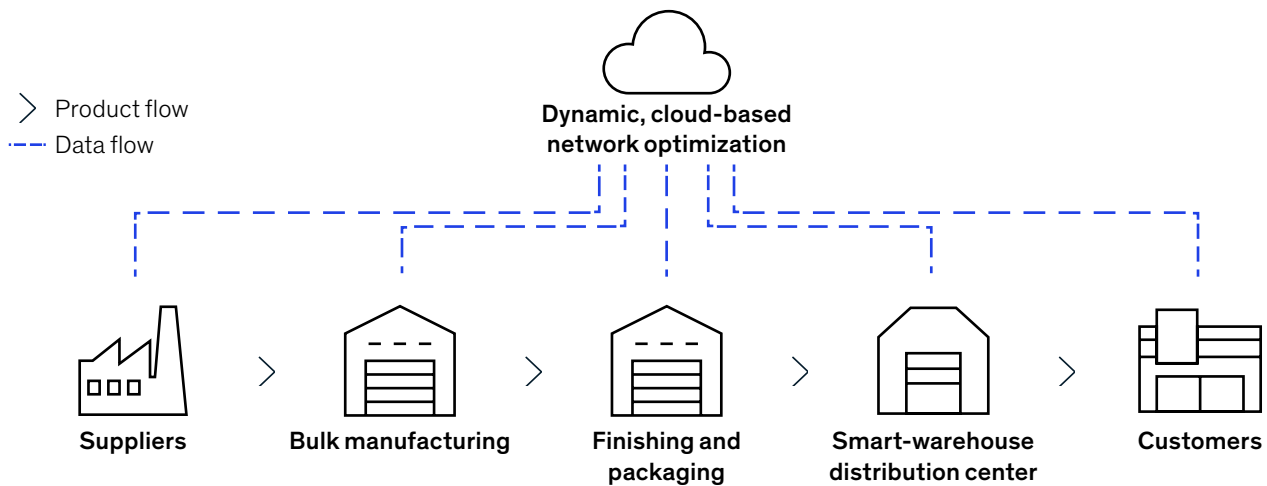 Dynamic, cloud-based
network optimization
Product flow
Data flow
Suppliers
Bulk manufacturing
Finishing and
packaging
Smart-warehouse
distribution center
Customers